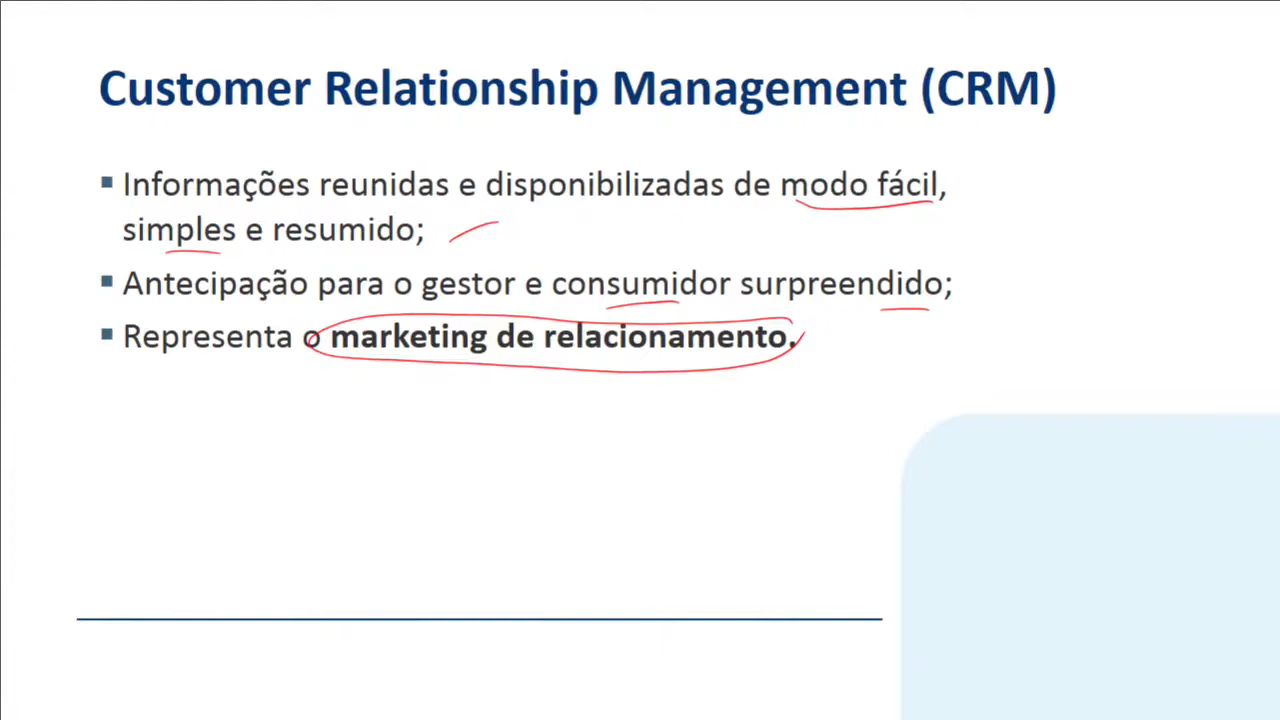 Customer Relationship Management (CRM)
▪ Informações reunidas e disponibilizadas de modo fácil,
simples e resumido;
▪ Antecipação para o gestor e consumidor surpreendido;
▪ Representa o marketing de relacionamento.